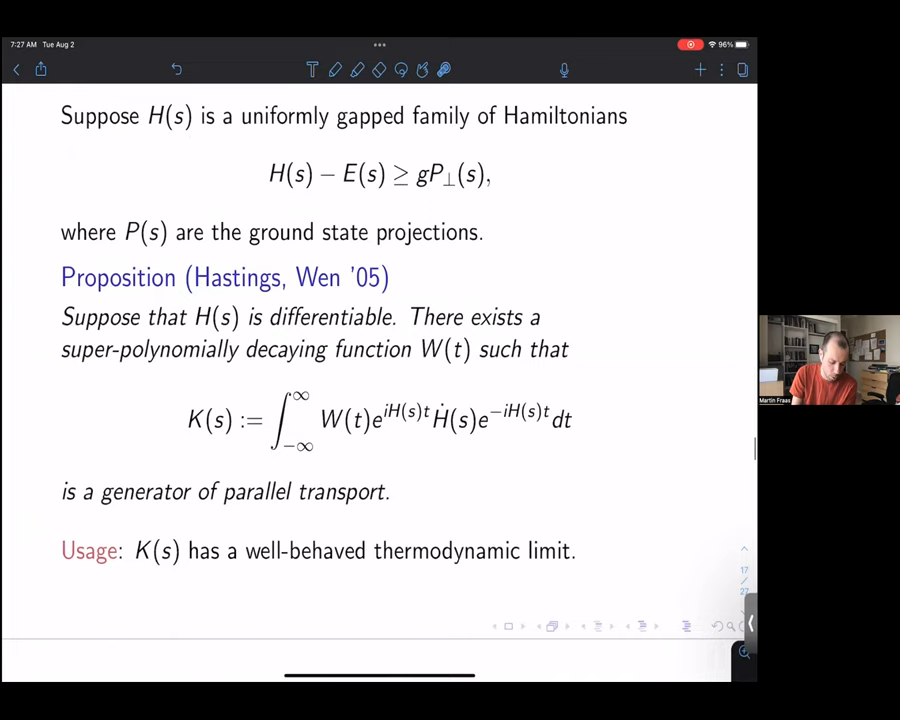 7:27 AM Tue Aug 2
96%
Suppose H(s) is a uniformly gapped family of Hamiltonians
H(s) − E(s) ≥ gP⊥(s),
where P(s) are the ground state projections.
Proposition (Hastings, Wen '05)
Suppose that H(s) is differentiable. There exists a
super-polynomially decaying function W(t) such that
K(s) := ∫_{−∞}^{∞} W(t)e^{iH(s)t}Ḣ(s)e^{−iH(s)t}dt
is a generator of parallel transport.
Usage: K(s) has a well-behaved thermodynamic limit.
17
/
27
Martin Fraas